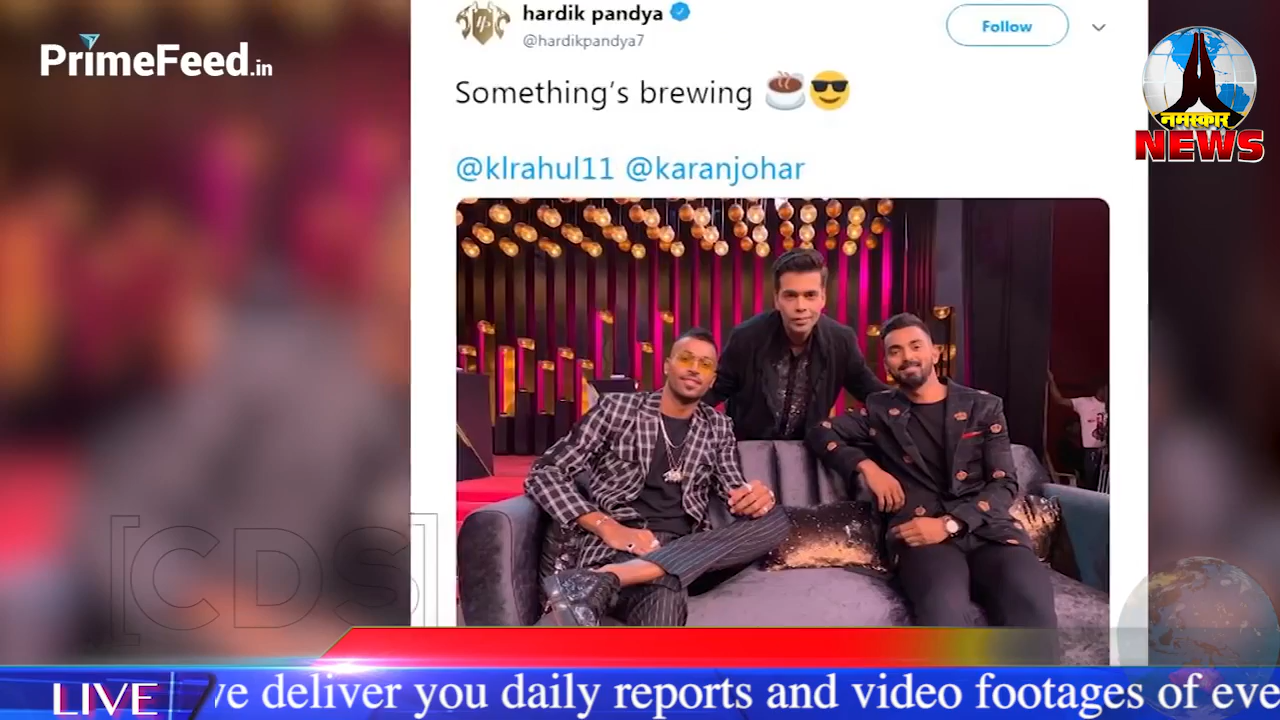 PrimeFeed.in
hardik pandya
@hardikpandya7
Follow
Something's brewing ☕😎
@klrahul11 @karanjohar
नमस्कार
NEWS
[CDS]
LIVE
ve deliver you daily reports and video footages of eve